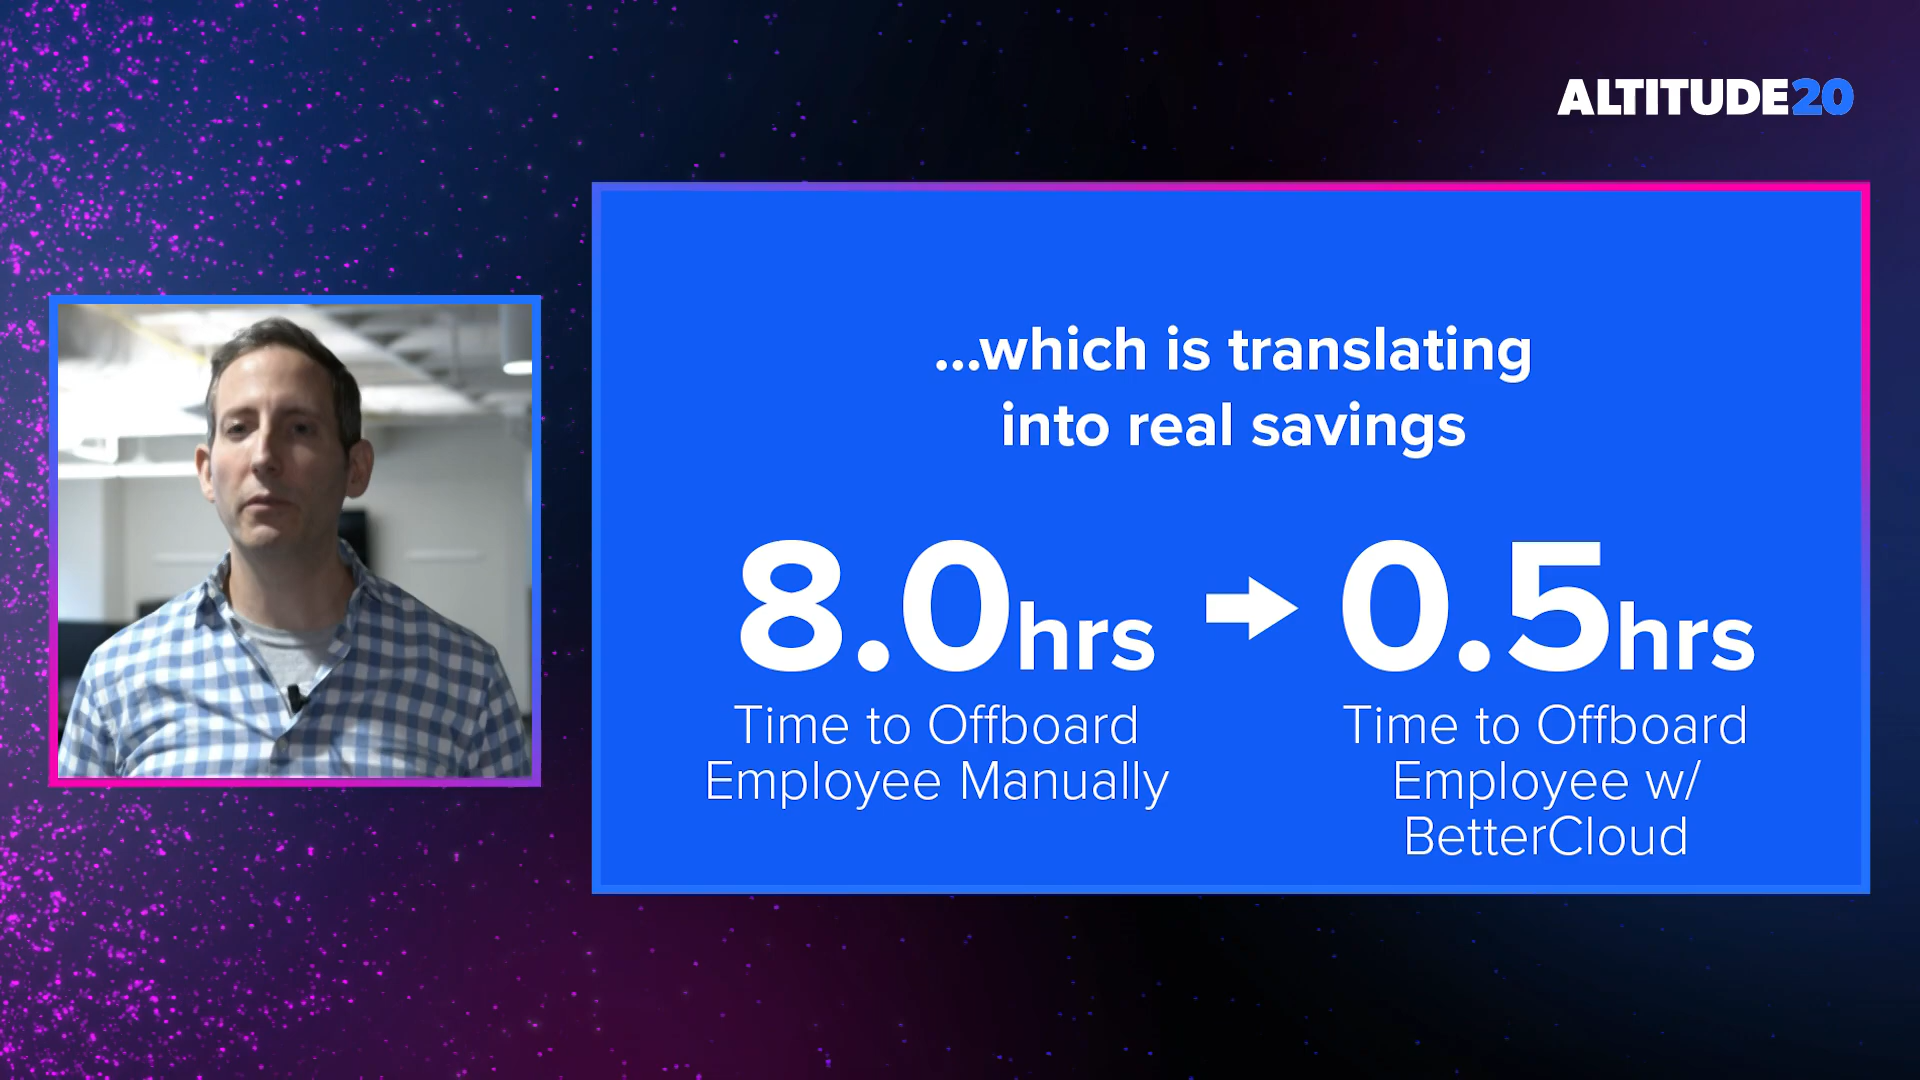 ALTITUDE20
...which is translating
into real savings
8.0hrs
Time to Offboard
Employee Manually
0.5hrs
Time to Offboard
Employee w/
BetterCloud